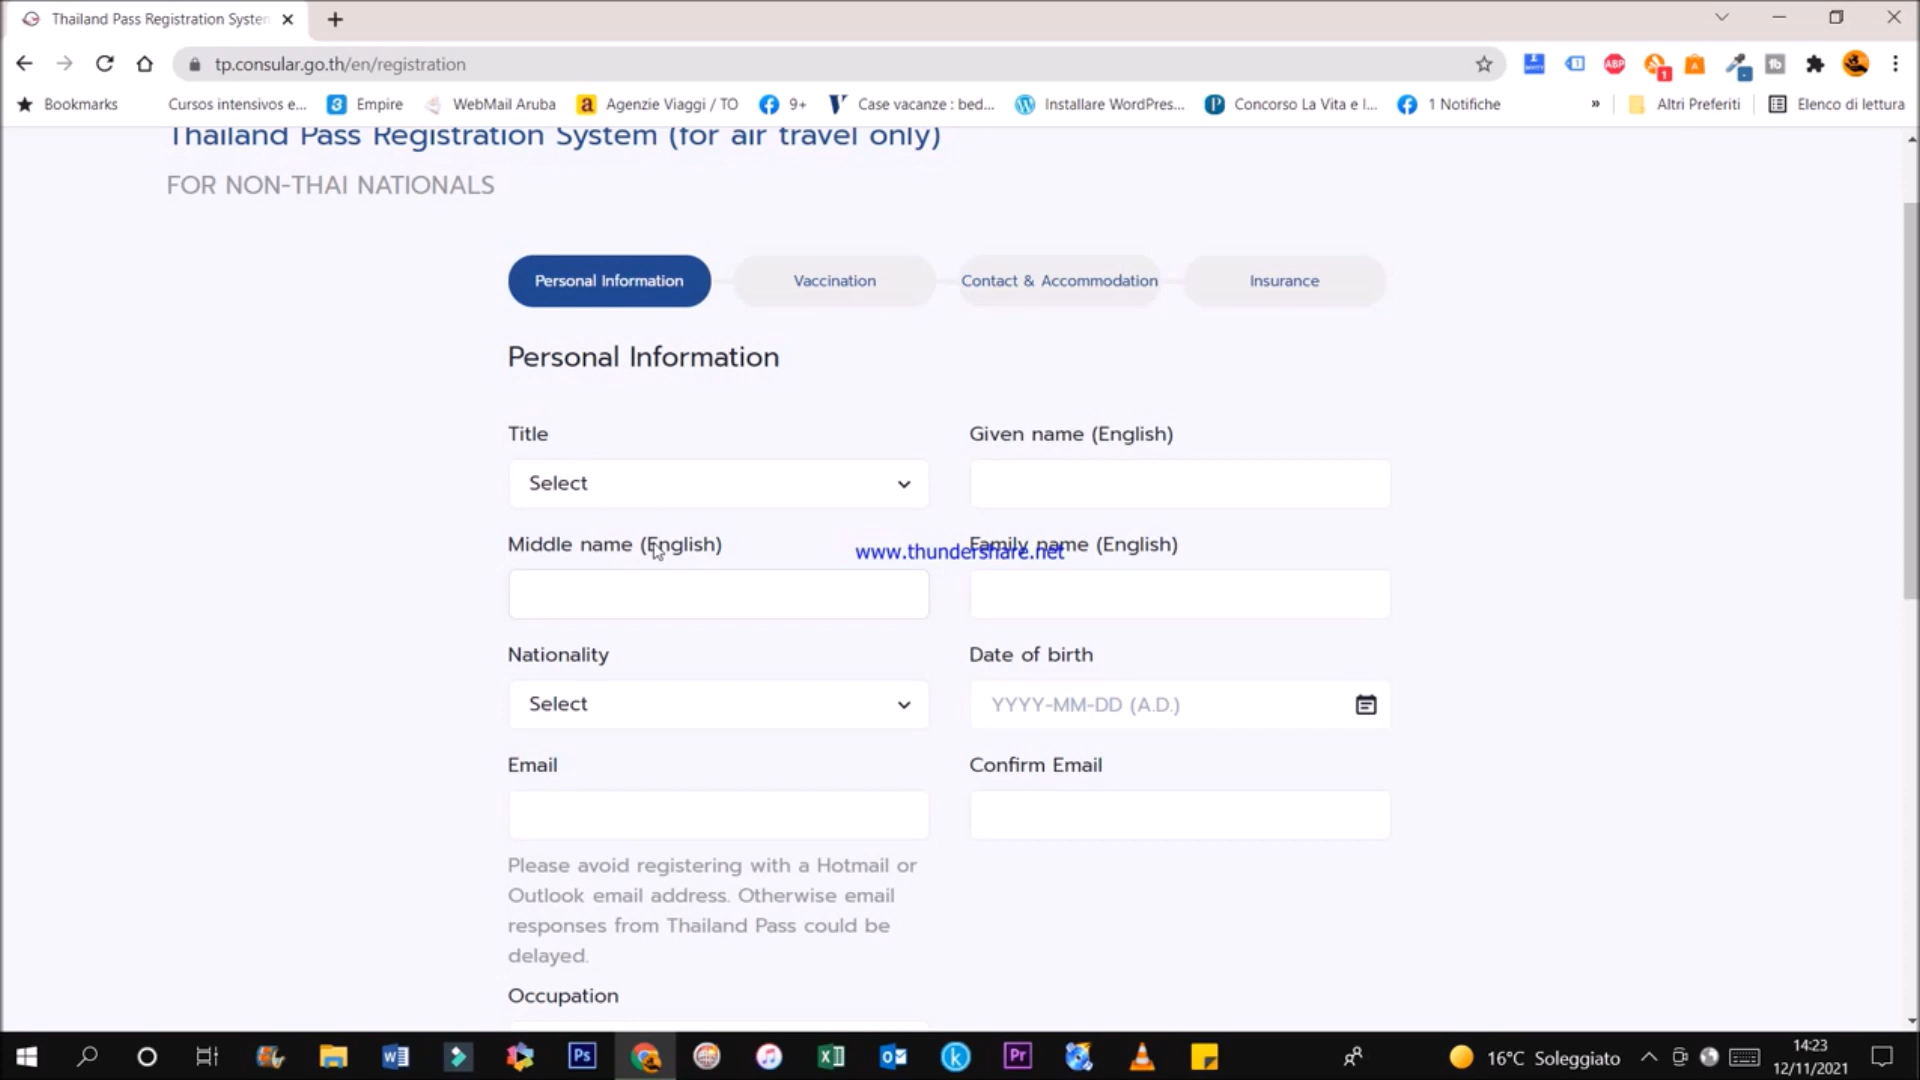 Thailand Pass Registration System
tp.consular.go.th/en/registration
Bookmarks
Cursos intensivos e...
Empire
WebMail Aruba
Agenzie Viaggi / TO
9+
Case vacanze : bed...
Installare WordPres...
Concorso La Vita e l...
1 Notifiche
»
Altri Preferiti
Elenco di lettura
Thailand Pass Registration System (for air travel only)
FOR NON-THAI NATIONALS
Personal Information
Vaccination
Contact & Accommodation
Insurance
Personal Information
Title
Given name (English)
Select
Middle name (English)
Family name (English)
www.thundershare.net
Nationality
Date of birth
Select
YYYY-MM-DD (A.D.)
Email
Confirm Email
Please avoid registering with a Hotmail or
Outlook email address. Otherwise email
responses from Thailand Pass could be
delayed.
Occupation
16°C Soleggiato
14:23
12/11/2021